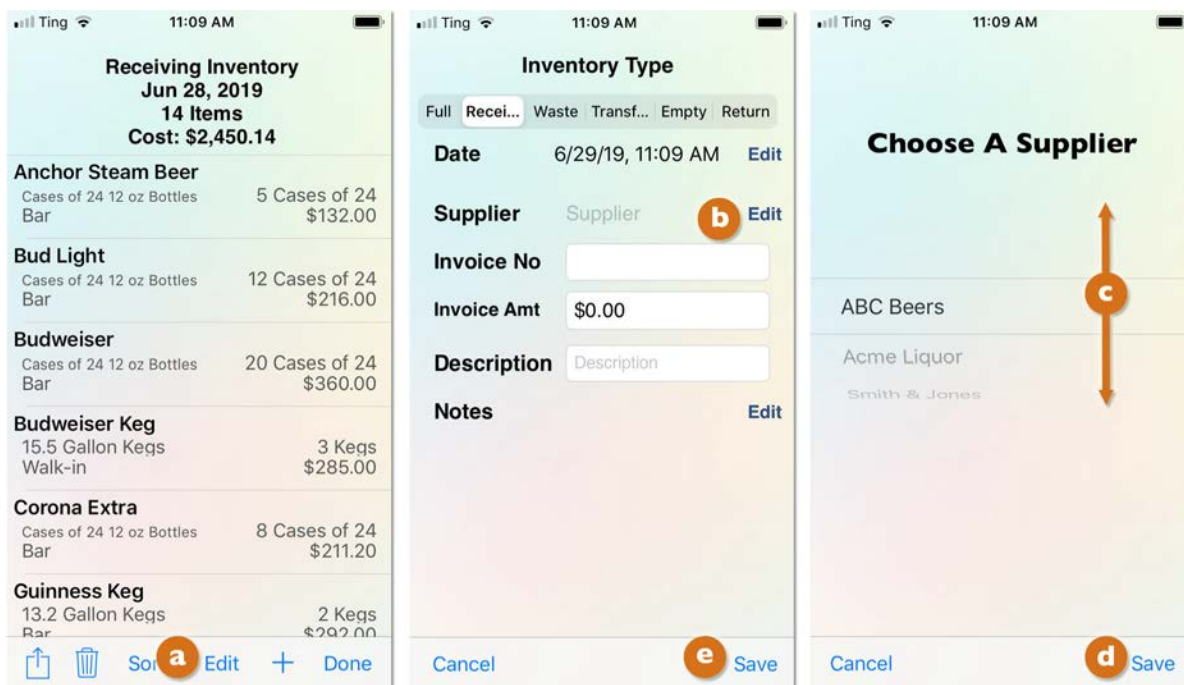 Ting 11:09 AM
Receiving Inventory
Jun 28, 2019
14 Items
Cost: $2,450.14
Anchor Steam Beer
Cases of 24 12 oz Bottles 5 Cases of 24
Bar $132.00
Bud Light
Cases of 24 12 oz Bottles 12 Cases of 24
Bar $216.00
Budweiser
Cases of 24 12 oz Bottles 20 Cases of 24
Bar $360.00
Budweiser Keg
15.5 Gallon Kegs 3 Kegs
Walk-in $285.00
Corona Extra
Cases of 24 12 oz Bottles 8 Cases of 24
Bar $211.20
Guinness Keg
13.2 Gallon Kegs 2 Kegs
Bar $292.00
a Edit + Done
Ting 11:09 AM
Inventory Type
Full Recei... Waste Transf... Empty Return
Date 6/29/19, 11:09 AM Edit
Supplier Supplier b Edit
Invoice No
Invoice Amt $0.00
Description Description
Notes Edit
Cancel e Save
Ting 11:09 AM
Choose A Supplier
c
ABC Beers
Acme Liquor
Smith & Jones
Cancel d Save